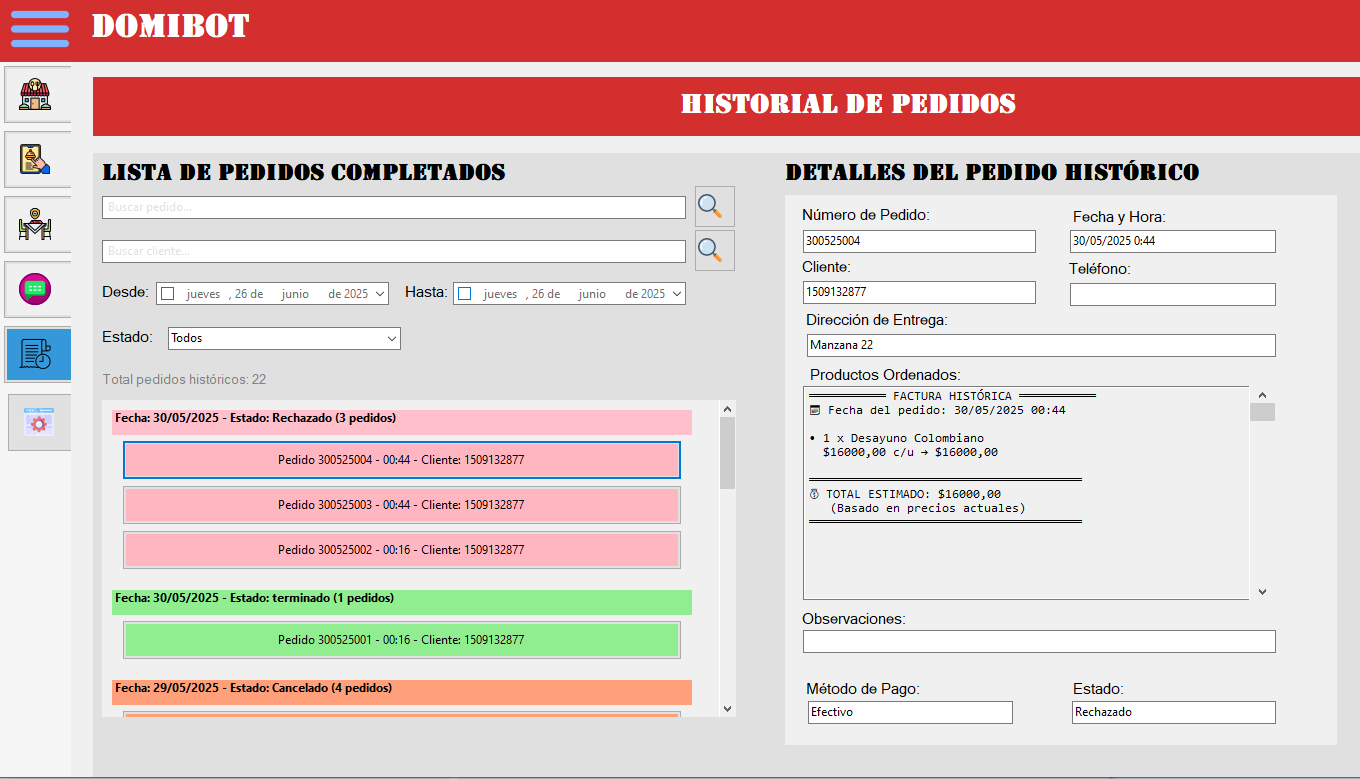 DOMIBOT
HISTORIAL DE PEDIDOS
LISTA DE PEDIDOS COMPLETADOS
Buscar pedido...
Buscar cliente...
Desde: jueves , 26 de junio de 2025 Hasta: jueves , 26 de junio de 2025
Estado: Todos
Total pedidos históricos: 22
Fecha: 30/05/2025 - Estado: Rechazado (3 pedidos)
Pedido 300525004 - 00:44 - Cliente: 1509132877
Pedido 300525003 - 00:44 - Cliente: 1509132877
Pedido 300525002 - 00:16 - Cliente: 1509132877
Fecha: 30/05/2025 - Estado: terminado (1 pedidos)
Pedido 300525001 - 00:16 - Cliente: 1509132877
Fecha: 29/05/2025 - Estado: Cancelado (4 pedidos)
DETALLES DEL PEDIDO HISTÓRICO
Número de Pedido: Fecha y Hora:
300525004 30/05/2025 0:44
Cliente: Teléfono:
1509132877
Dirección de Entrega:
Manzana 22
Productos Ordenados:
═══════════ FACTURA HISTÓRICA ═══════════
Fecha del pedido: 30/05/2025 00:44
• 1 x Desayuno Colombiano
$16000,00 c/u → $16000,00
TOTAL ESTIMADO: $16000,00
(Basado en precios actuales)
Observaciones:
Método de Pago: Estado:
Efectivo Rechazado